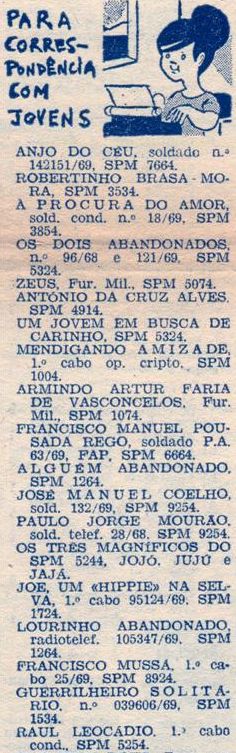 PARA
CORRES-
PONDÊNCIA
COM
JOVENS
ANJO DO CÉU, soldado n.º
142151/69, SPM 7664.
ROBERTINHO BRASA-MO-
RA, SPM 3534.
À PROCURA DO AMOR,
sold. cond. n.º 18/69, SPM
3854.
OS DOIS ABANDONADOS,
n.º 96/68 e 121/69, SPM
5324.
ZEUS, Fur. Mil., SPM 5074.
ANTÓNIO DA CRUZ ALVES,
SPM 4914.
UM JOVEM EM BUSCA DE
CARINHO, SPM 5324.
MENDIGANDO AMIZADE,
1.º cabo op. cripto, SPM
1004.
ARMINDO ARTUR FARIA
DE VASCONCELOS, Fur.
Mil., SPM 1074.
FRANCISCO MANUEL POU-
SADA REGO, soldado P.A.
63/69, FAP, SPM 6664.
ALGUÉM ABANDONADO,
SPM 1264.
JOSÉ MANUEL COELHO,
sold. 132/69, SPM 9254.
PAULO JORGE MOURÃO,
sold. telef. 28/68, SPM 9254.
OS TRÊS MAGNÍFICOS DO
SPM 5244, JOJÓ, JUJÚ e
JAJÁ.
JOE, UM «HIPPIE» NA SEL-
VA, 1.º cabo 95124/69, SPM
1724.
LOURINHO ABANDONADO,
radiotelef. 105347/69, SPM
1264.
FRANCISCO MUSSA, 1.º ca-
bo 25/69, SPM 8924.
GUERRILHEIRO SOLITÁ-
RIO, n.º 039606/69, SPM
1534.
RAUL LEOCÁDIO, 1.º cabo
cond., SPM 5254